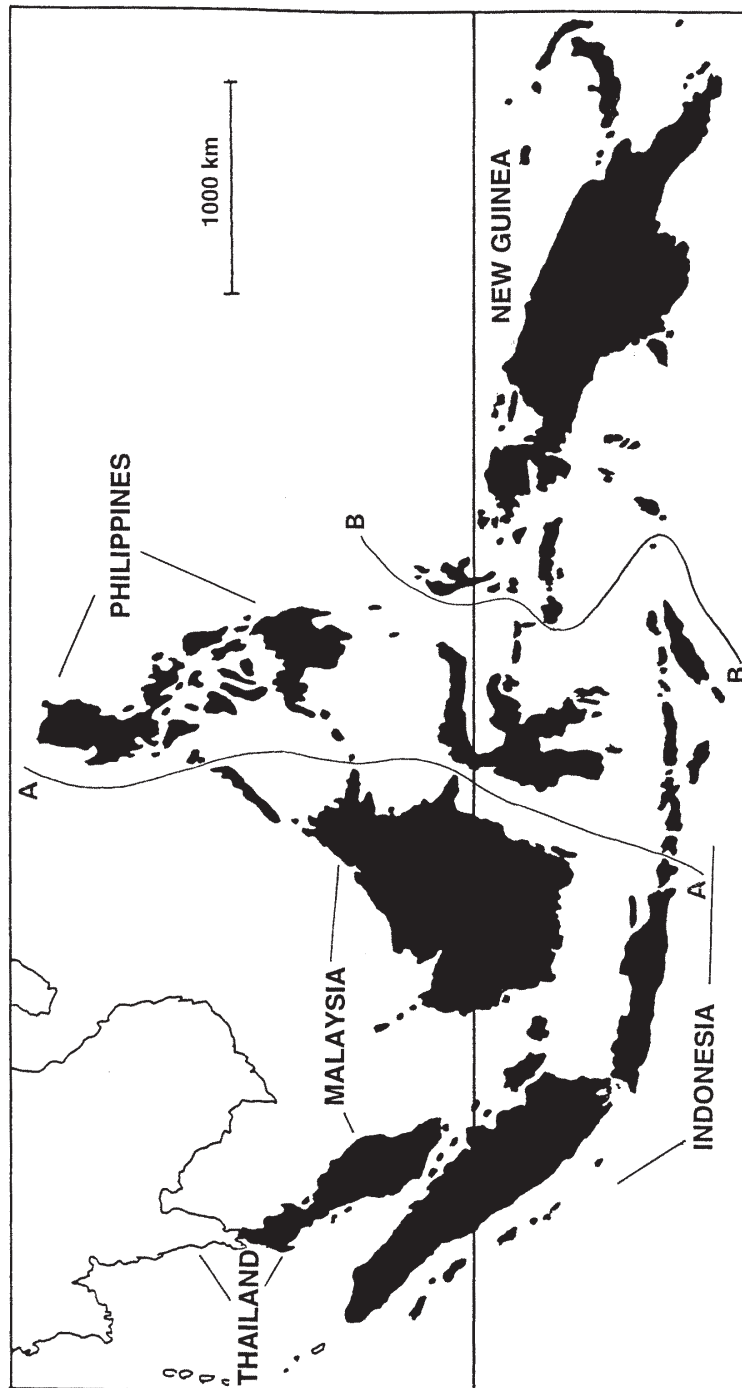 PHILIPPINES
1000 km
A
B
NEW GUINEA
THAILAND
MALAYSIA
INDONESIA
A
B